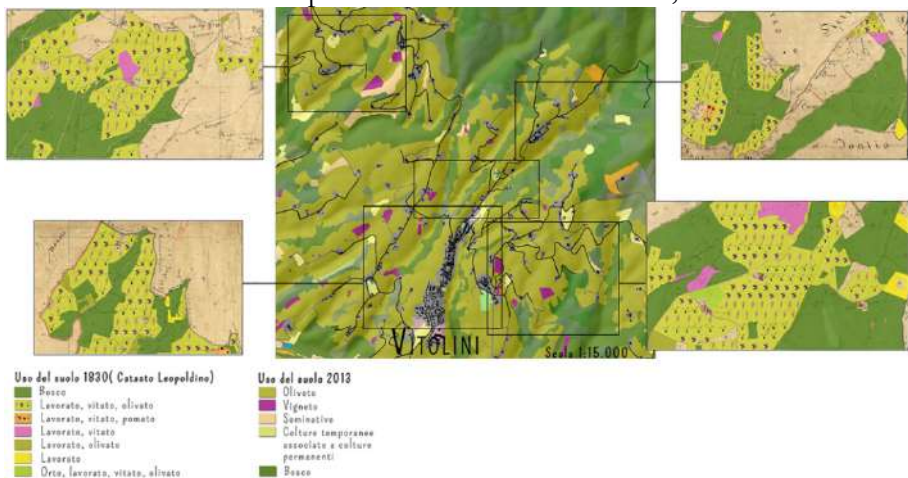 VITOLINI
Scala 1:15.000
Uso del suolo 1830( Catasto Leopoldino)
Bosco
Lavorato, vitato, olivato
Lavorato, vitato, pomato
Lavorato, vitato
Lavorato, olivato
Lavorato
Orto, lavorato, vitato, olivato
Uso del suolo 2013
Oliveto
Vigneto
Seminativo
Colture temporanee
associate a colture
permanenti
Bosco